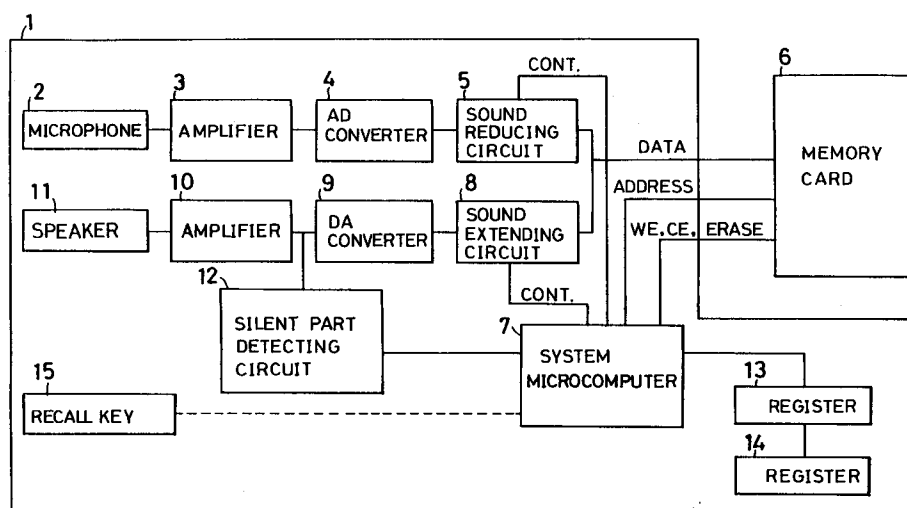 1
CONT.
6
2
3
4
5
MICROPHONE
AMPLIFIER
AD
CONVERTER
SOUND
REDUCING
CIRCUIT
DATA
MEMORY
CARD
ADDRESS
11
10
9
8
SPEAKER
AMPLIFIER
DA
CONVERTER
SOUND
EXTENDING
CIRCUIT
WE.CE. ERASE
12
CONT.
SILENT PART
DETECTING
CIRCUIT
7
SYSTEM
MICROCOMPUTER
15
RECALL KEY
13
REGISTER
14
REGISTER